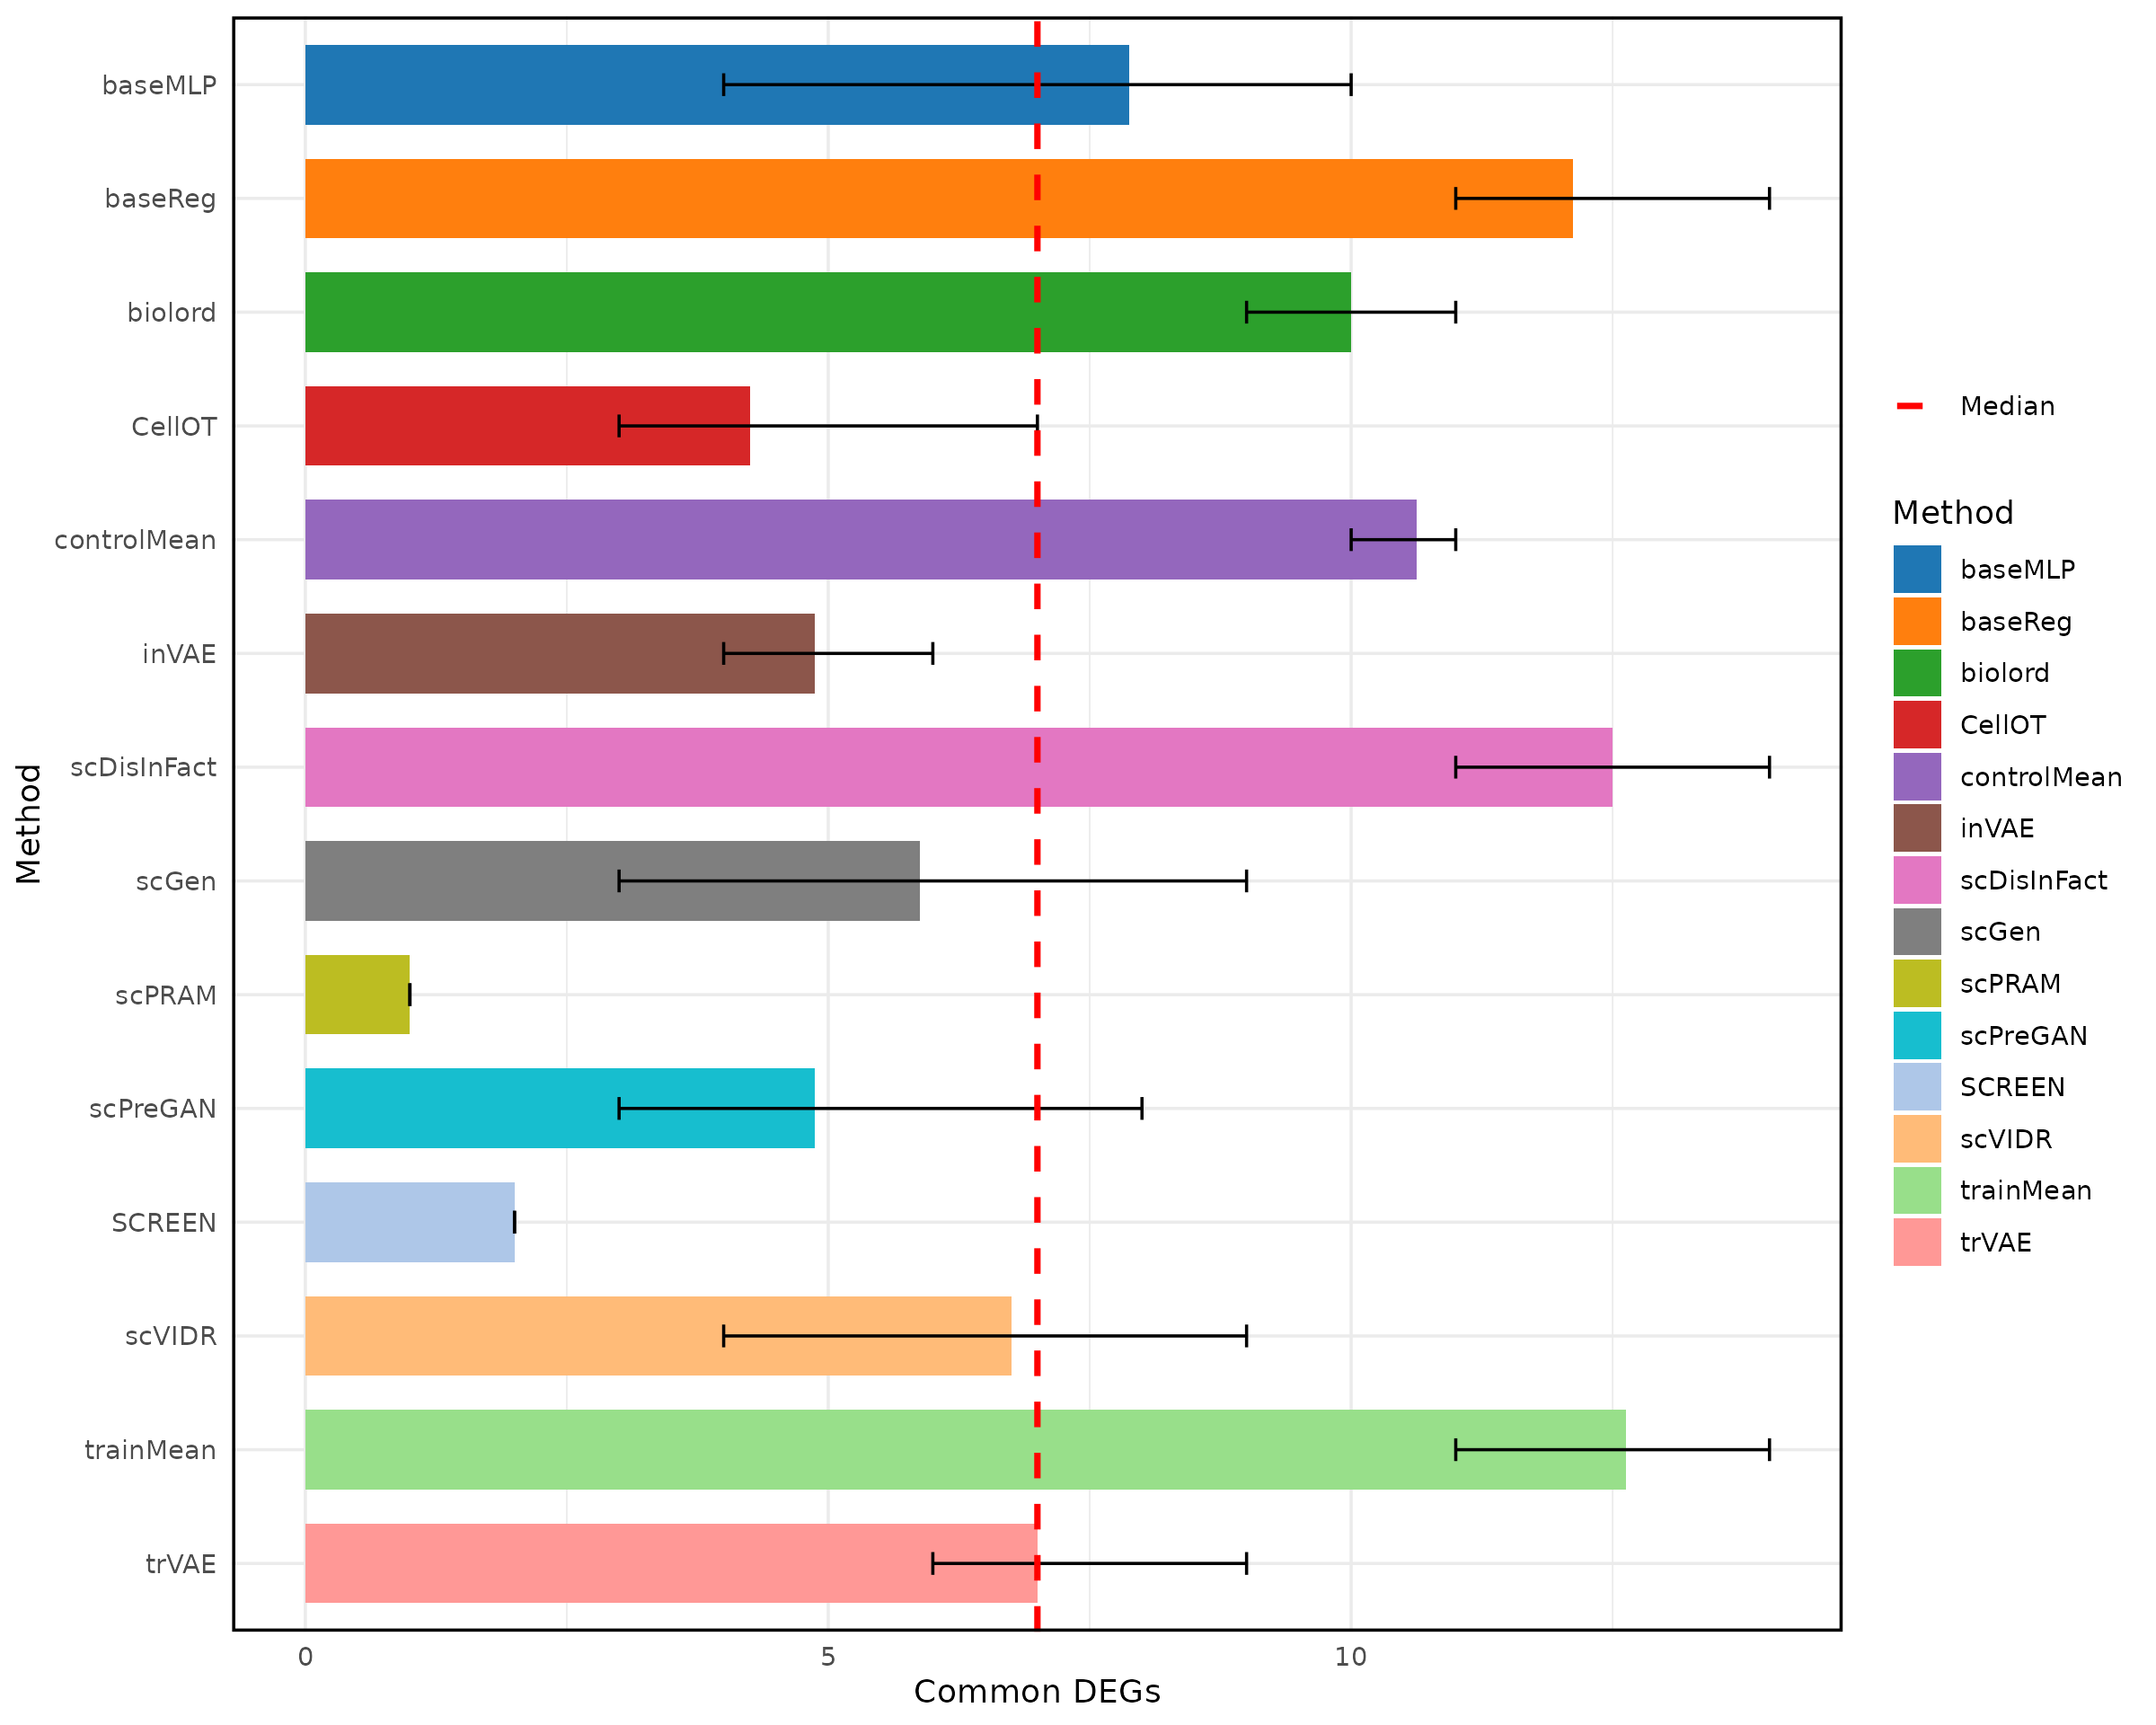 baseMLP
baseReg
biolord
CellOT
controlMean
inVAE
scDisInFact
scGen
scPRAM
scPreGAN
SCREEN
scVIDR
trainMean
trVAE
Method
0 5 10
Common DEGs
Median
Method
baseMLP
baseReg
biolord
CellOT
controlMean
inVAE
scDisInFact
scGen
scPRAM
scPreGAN
SCREEN
scVIDR
trainMean
trVAE